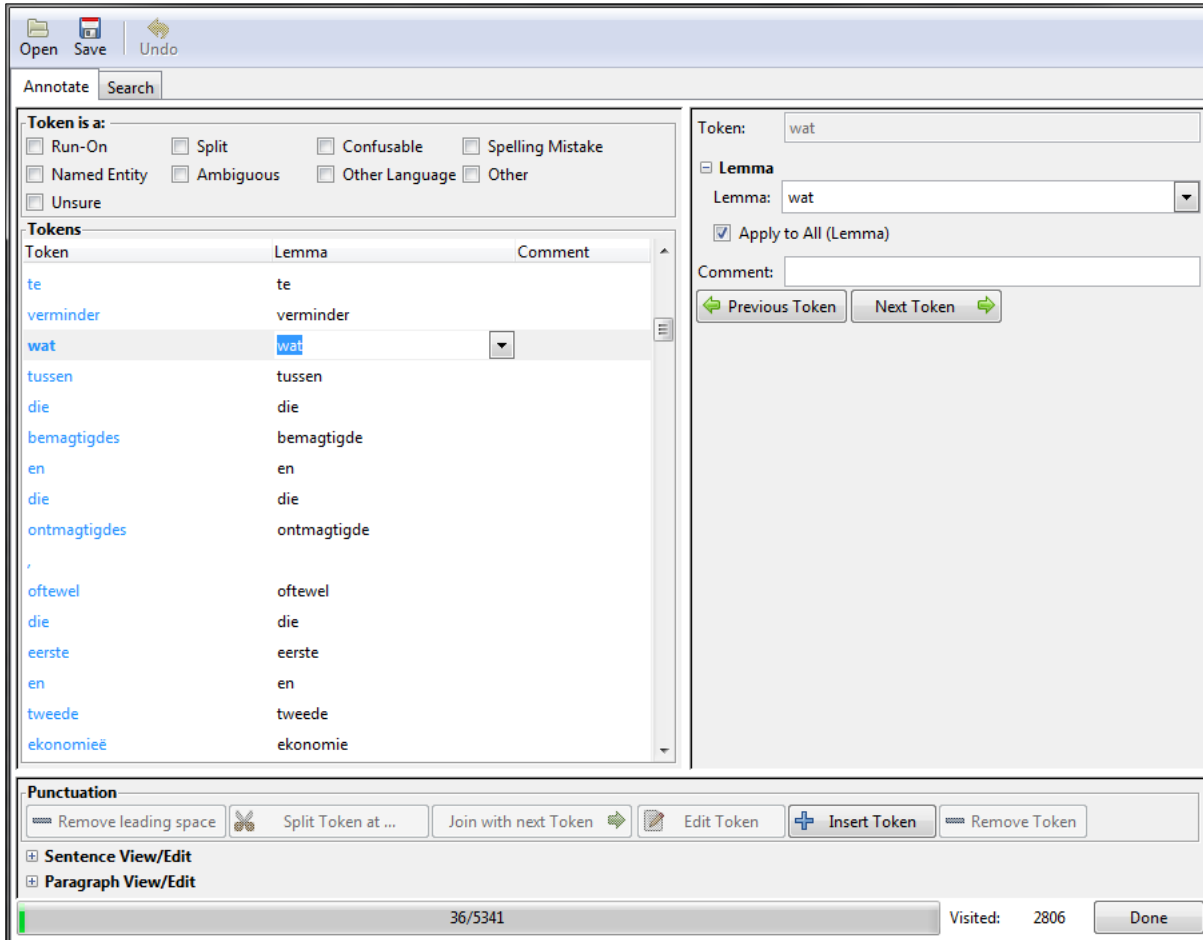 Open Save Undo
Annotate Search
Token is a:
Run-On Split Confusable Spelling Mistake
Named Entity Ambiguous Other Language Other
Unsure
Tokens
Token Lemma Comment
te te
verminder verminder
wat wat
tussen tussen
die die
bemagtigdes bemagtigde
en en
die die
ontmagtigdes ontmagtigde
,
oftewel oftewel
die die
eerste eerste
en en
tweede tweede
ekonomieë ekonomie
Token: wat
Lemma
Lemma: wat
Apply to All (Lemma)
Comment:
Previous Token Next Token
Punctuation
Remove leading space Split Token at ... Join with next Token Edit Token Insert Token Remove Token
Sentence View/Edit
Paragraph View/Edit
36/5341 Visited: 2806 Done